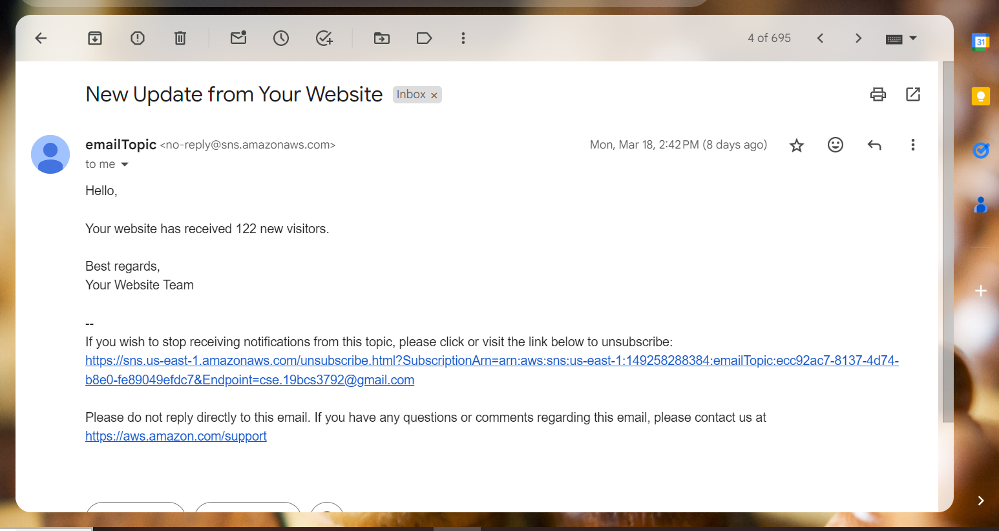 4 of 695
New Update from Your Website Inbox ×
31
emailTopic <no-reply@sns.amazonaws.com> Mon, Mar 18, 2:42 PM (8 days ago)
to me
Hello,
Your website has received 122 new visitors.
Best regards,
Your Website Team
--
If you wish to stop receiving notifications from this topic, please click or visit the link below to unsubscribe:
https://sns.us-east-1.amazonaws.com/unsubscribe.html?SubscriptionArn=arn:aws:sns:us-east-1:149258288384:emailTopic:ecc92ac7-8137-4d74-
b8e0-fe89049efdc7&Endpoint=cse.19bcs3792@gmail.com
Please do not reply directly to this email. If you have any questions or comments regarding this email, please contact us at
https://aws.amazon.com/support